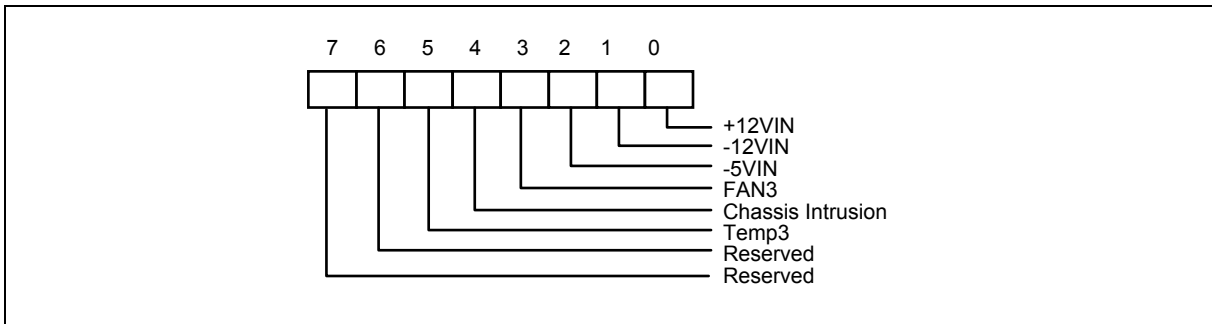 7 6 5 4 3 2 1 0
+12VIN
-12VIN
-5VIN
FAN3
Chassis Intrusion
Temp3
Reserved
Reserved